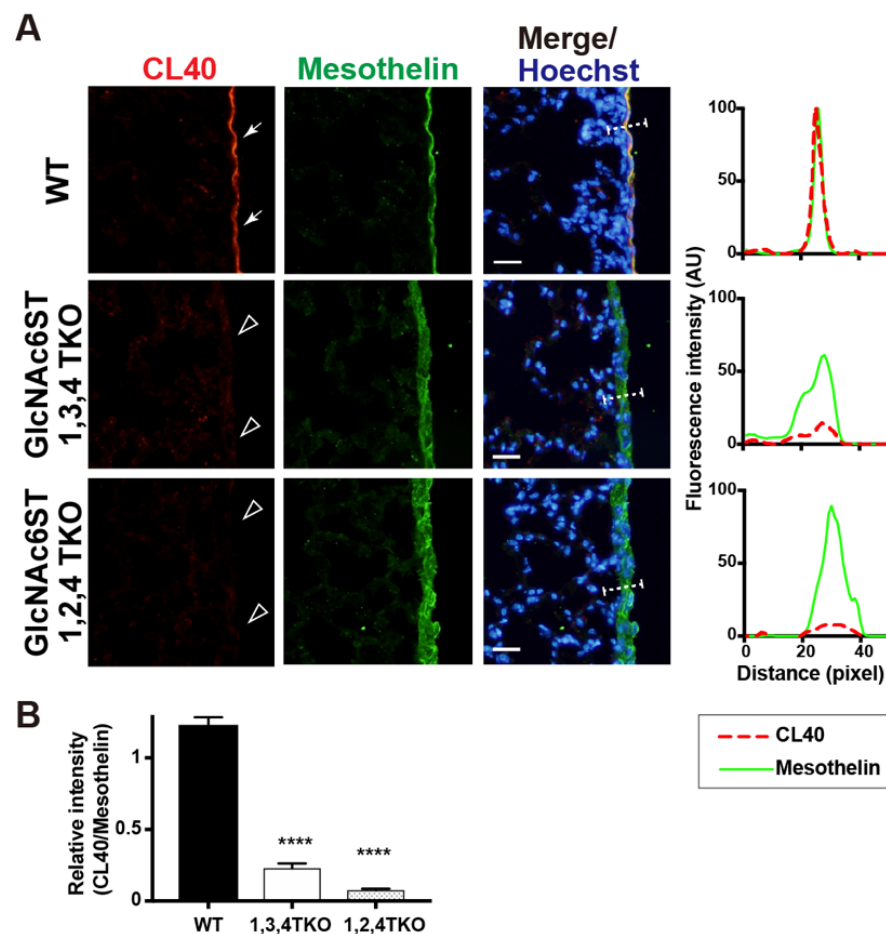 A
CL40
Mesothelin
Merge/
Hoechst
WT
GlcNAc6ST
1,3,4 TKO
GlcNAc6ST
1,2,4 TKO
Fluorescence intensity (AU)
100
50
0
100
50
0
100
50
0
0 20 40
Distance (pixel)
CL40
Mesothelin
B
Relative intensity
(CL40/Mesothelin)
1
0.5
0
****
****
WT 1,3,4TKO 1,2,4TKO